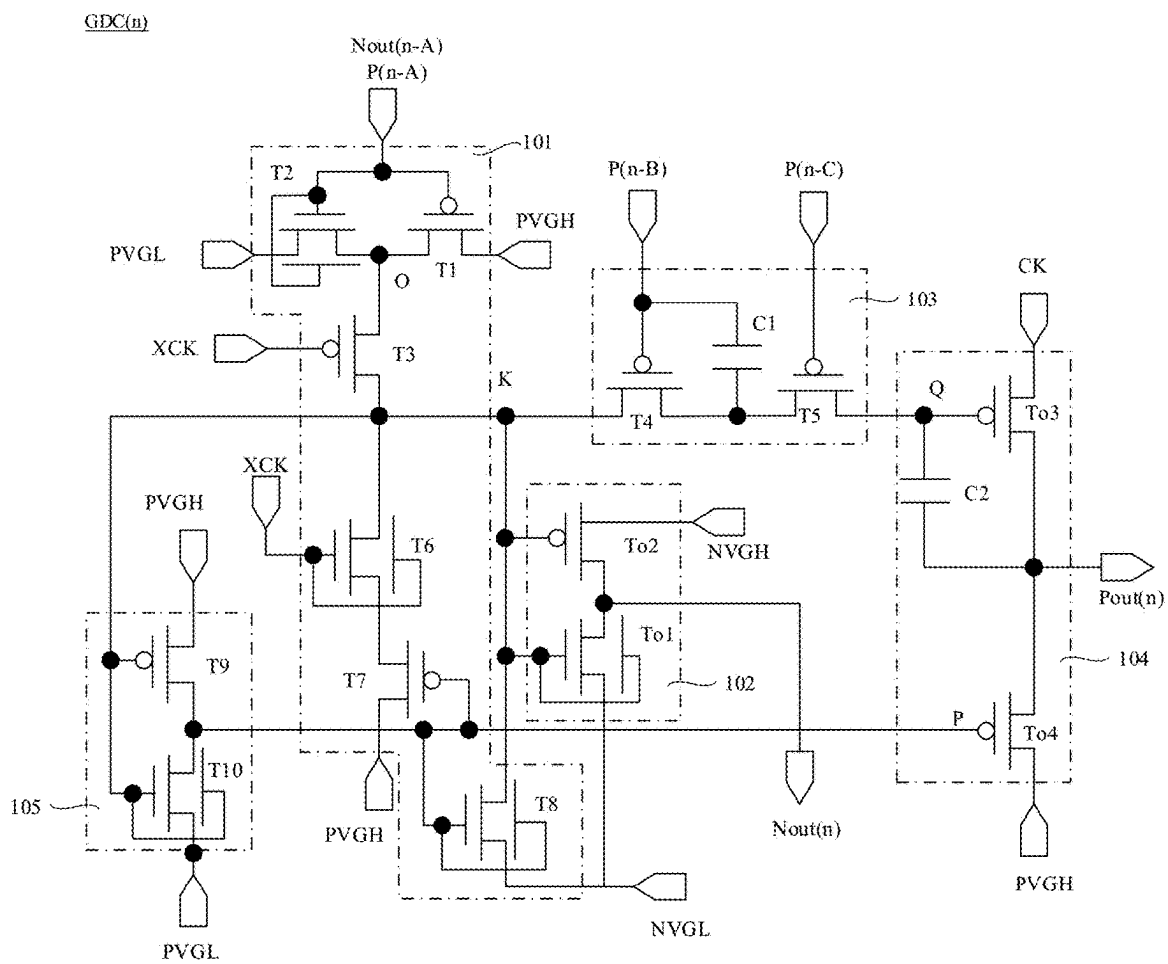 GDC(n)
Nout(n-A)
P(n-A)
101
T2
P(n-B)
P(n-C)
PVGL
PVGH
T1
O
CK
103
C1
XCK
T3
K
Q
T4
T5
To3
XCK
C2
PVGH
T6
To2
NVGH
Pout(n)
To1
T9
T7
102
104
P
To4
T10
105
T8
PVGH
Nout(n)
PVGH
NVGL
PVGL